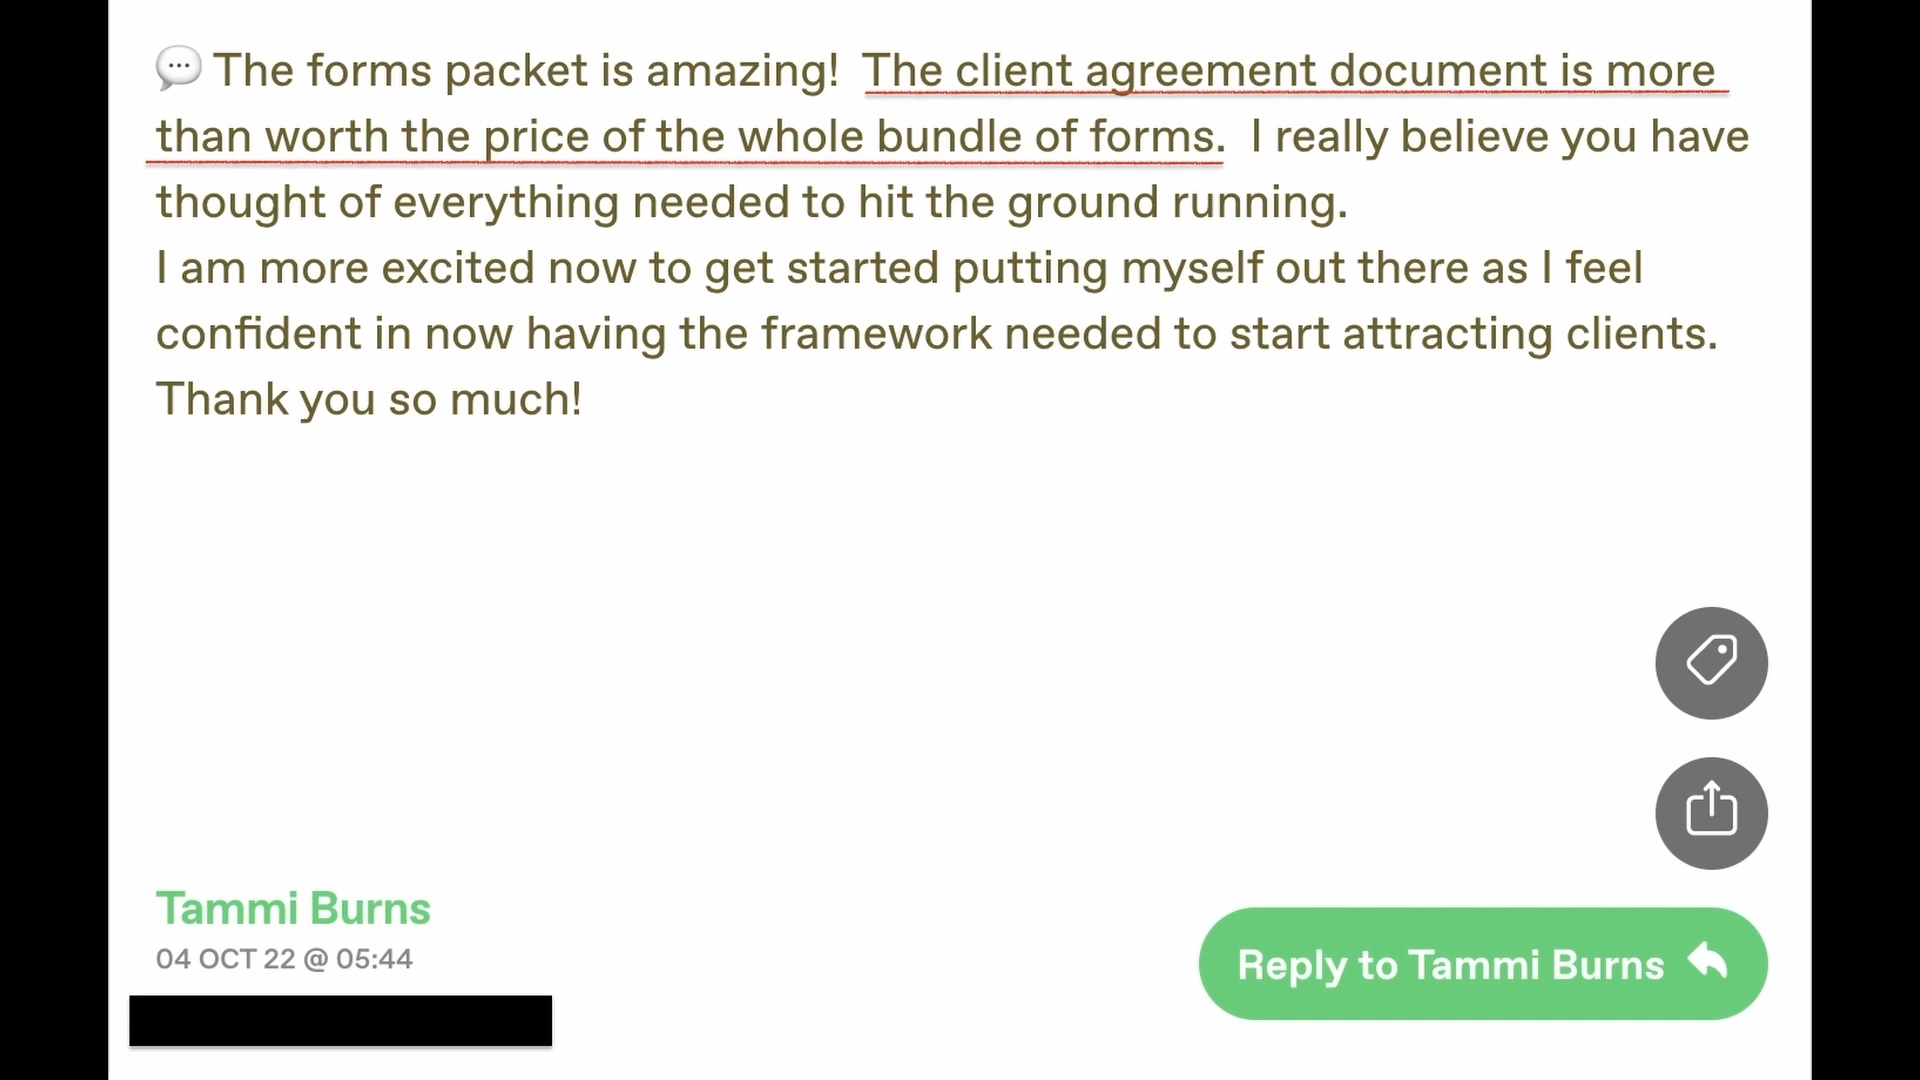 The forms packet is amazing!  The client agreement document is more
than worth the price of the whole bundle of forms.  I really believe you have
thought of everything needed to hit the ground running.
I am more excited now to get started putting myself out there as I feel
confident in now having the framework needed to start attracting clients.
Thank you so much!
Tammi Burns
04 OCT 22 @ 05:44
Reply to Tammi Burns